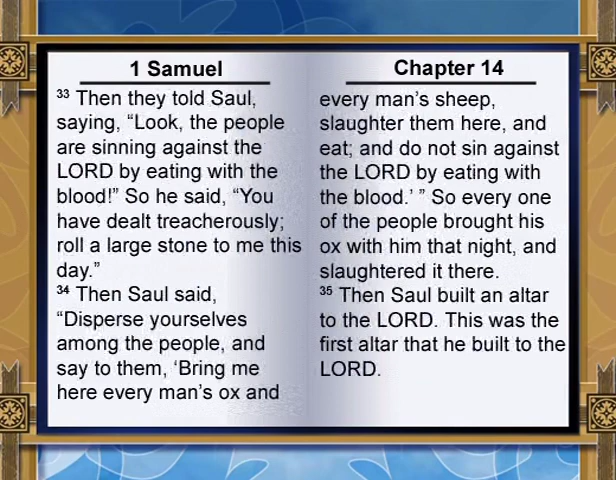 1 Samuel
³³ Then they told Saul,
saying, “Look, the people
are sinning against the
LORD by eating with the
blood!” So he said, “You
have dealt treacherously;
roll a large stone to me this
day.”
³⁴ Then Saul said,
“Disperse yourselves
among the people, and
say to them, ‘Bring me
here every man’s ox and
Chapter 14
every man’s sheep,
slaughter them here, and
eat; and do not sin against
the LORD by eating with
the blood.’ ” So every one
of the people brought his
ox with him that night, and
slaughtered it there.
³⁵ Then Saul built an altar
to the LORD. This was the
first altar that he built to the
LORD.